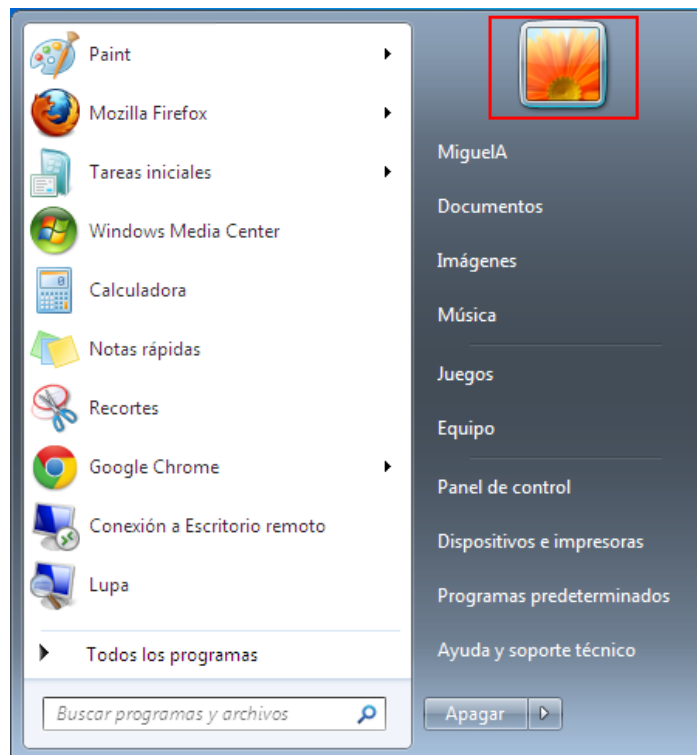 Paint
Mozilla Firefox
Tareas iniciales
Windows Media Center
Calculadora
Notas rápidas
Recortes
Google Chrome
Conexión a Escritorio remoto
Lupa
Todos los programas
Buscar programas y archivos
MiguelA
Documentos
Imágenes
Música
Juegos
Equipo
Panel de control
Dispositivos e impresoras
Programas predeterminados
Ayuda y soporte técnico
Apagar